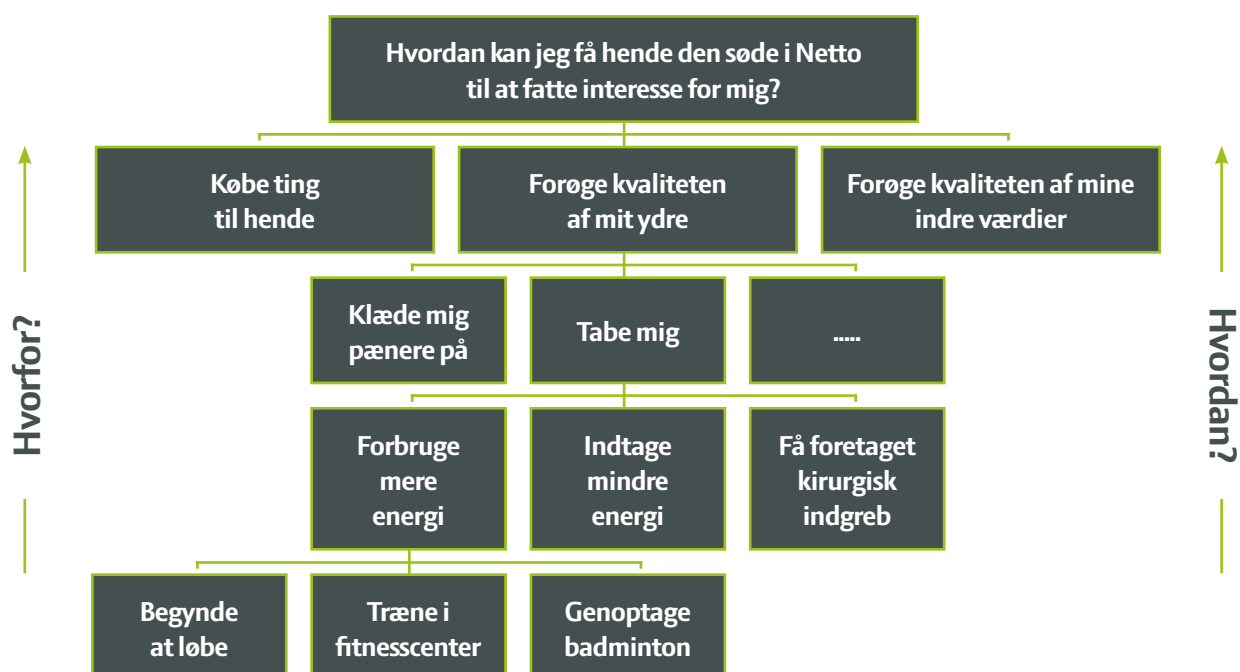 Hvordan kan jeg få hende den søde i Netto
til at fatte interesse for mig?
Købe ting
til hende
Forøge kvaliteten
af mit ydre
Forøge kvaliteten af mine
indre værdier
Klæde mig
pænere på
Tabe mig
.....
Hvorfor?
Hvordan?
Forbruge
mere
energi
Indtage
mindre
energi
Få foretaget
kirurgisk
indgreb
Begynde
at løbe
Træne i
fitnesscenter
Genoptage
badminton